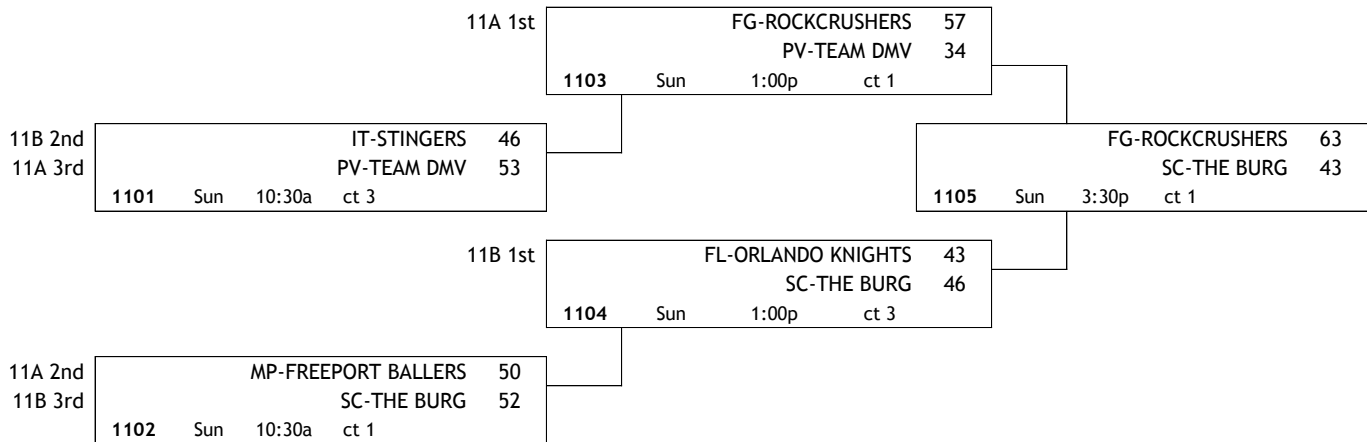 11A 1st
FG-ROCKCRUSHERS 57
PV-TEAM DMV 34
1103 Sun 1:00p ct 1
11B 2nd
11A 3rd
IT-STINGERS 46
PV-TEAM DMV 53
1101 Sun 10:30a ct 3
FG-ROCKCRUSHERS 63
SC-THE BURG 43
1105 Sun 3:30p ct 1
11B 1st
FL-ORLANDO KNIGHTS 43
SC-THE BURG 46
1104 Sun 1:00p ct 3
11A 2nd
11B 3rd
MP-FREEPORT BALLERS 50
SC-THE BURG 52
1102 Sun 10:30a ct 1